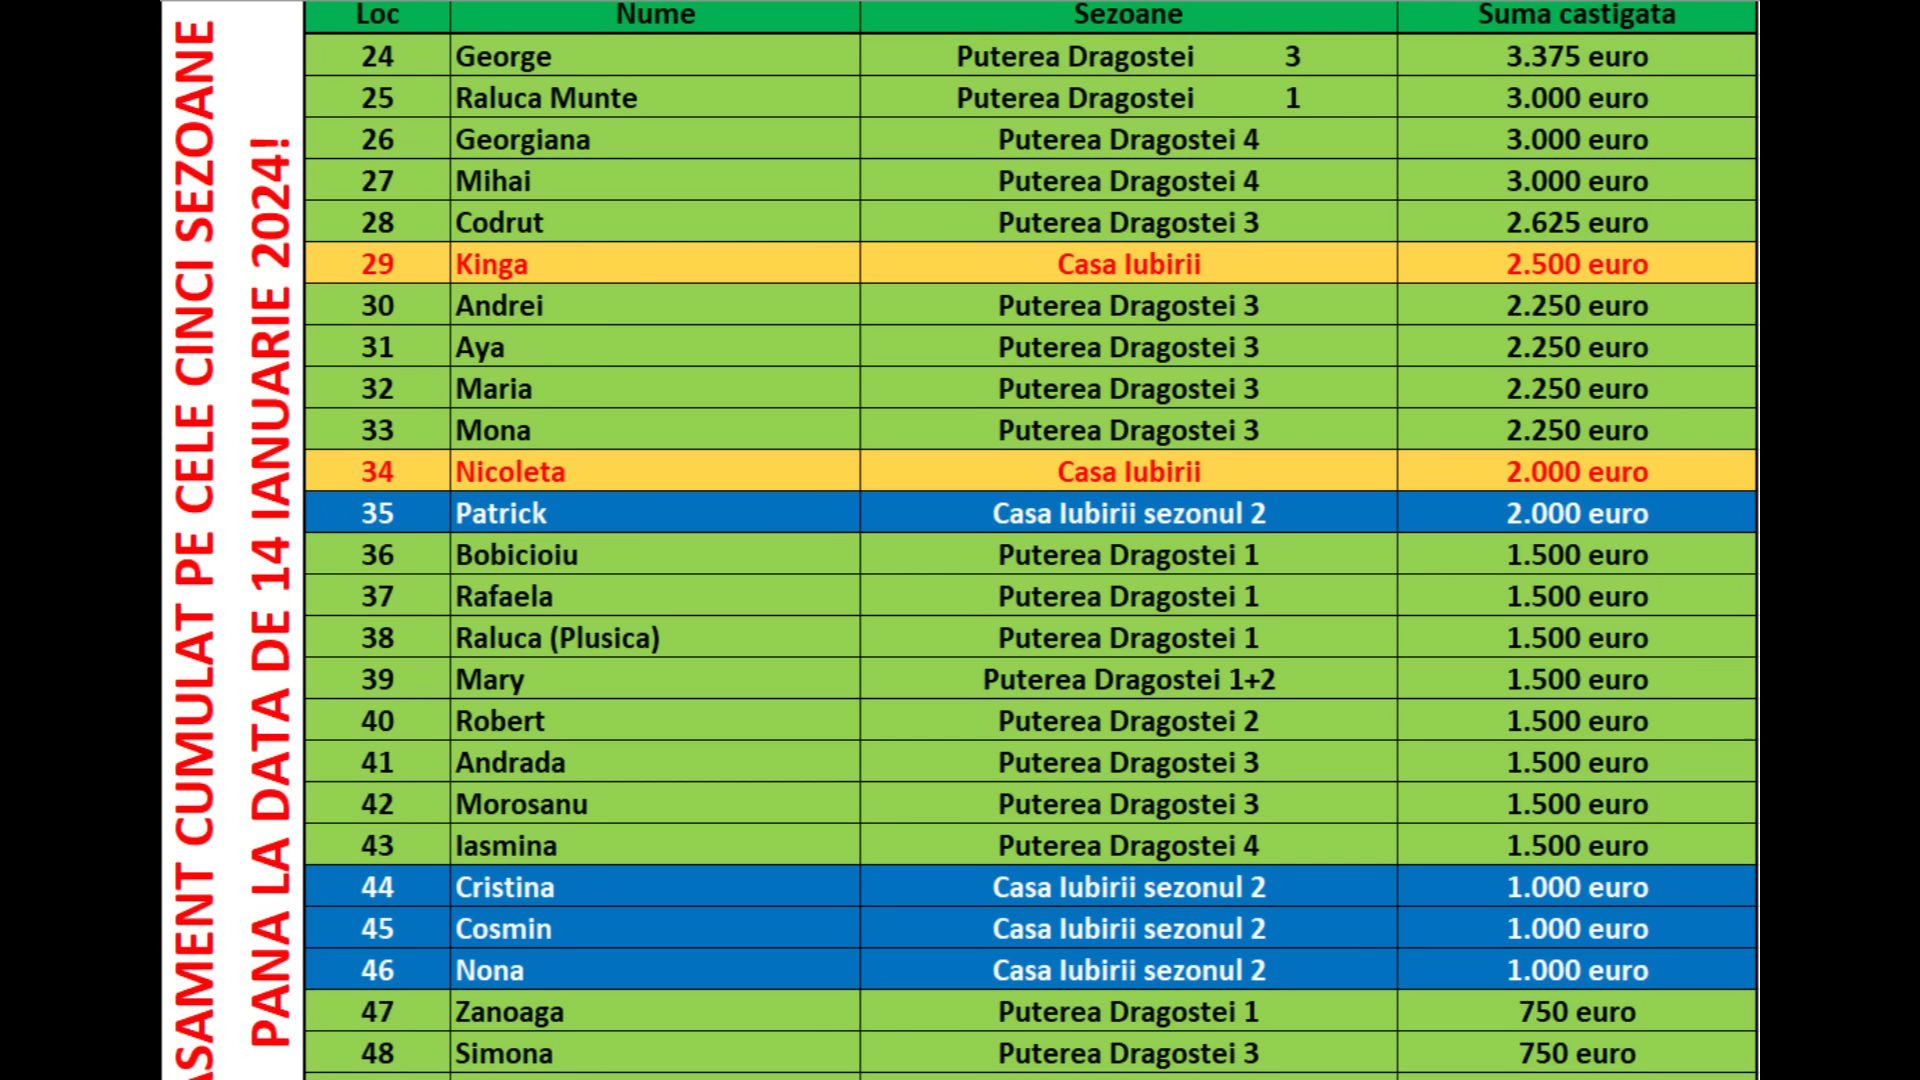 ASAMENT CUMULAT PE CELE CINCI SEZOANE
PANA LA DATA DE 14 IANUARIE 2024!
Loc Nume Sezoane Suma castigata
24 George Puterea Dragostei 3 3.375 euro
25 Raluca Munte Puterea Dragostei 1 3.000 euro
26 Georgiana Puterea Dragostei 4 3.000 euro
27 Mihai Puterea Dragostei 4 3.000 euro
28 Codrut Puterea Dragostei 3 2.625 euro
29 Kinga Casa Iubirii 2.500 euro
30 Andrei Puterea Dragostei 3 2.250 euro
31 Aya Puterea Dragostei 3 2.250 euro
32 Maria Puterea Dragostei 3 2.250 euro
33 Mona Puterea Dragostei 3 2.250 euro
34 Nicoleta Casa Iubirii 2.000 euro
35 Patrick Casa Iubirii sezonul 2 2.000 euro
36 Bobicioiu Puterea Dragostei 1 1.500 euro
37 Rafaela Puterea Dragostei 1 1.500 euro
38 Raluca (Plusica) Puterea Dragostei 1 1.500 euro
39 Mary Puterea Dragostei 1+2 1.500 euro
40 Robert Puterea Dragostei 2 1.500 euro
41 Andrada Puterea Dragostei 3 1.500 euro
42 Morosanu Puterea Dragostei 3 1.500 euro
43 Iasmina Puterea Dragostei 4 1.500 euro
44 Cristina Casa Iubirii sezonul 2 1.000 euro
45 Cosmin Casa Iubirii sezonul 2 1.000 euro
46 Nona Casa Iubirii sezonul 2 1.000 euro
47 Zanoaga Puterea Dragostei 1 750 euro
48 Simona Puterea Dragostei 3 750 euro